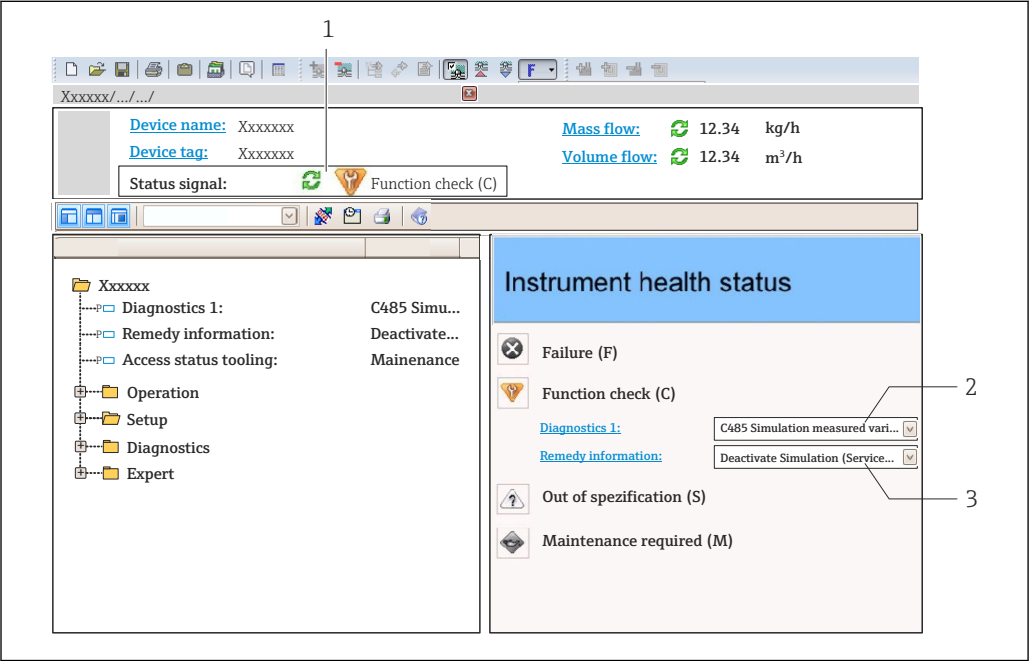 1
F
Xxxxxx/.../.../
Device name: Xxxxxxx
Mass flow: 12.34 kg/h
Device tag: Xxxxxxx
Volume flow: 12.34 m³/h
Status signal: Function check (C)
Xxxxxx
Instrument health status
P Diagnostics 1: C485 Simu...
P Remedy information: Deactivate...
P Access status tooling: Mainenance
Operation
Setup
Diagnostics
Expert
Failure (F)
Function check (C)
2
Diagnostics 1: C485 Simulation measured vari...
Remedy information: Deactivate Simulation (Service...
Out of spezification (S)
3
Maintenance required (M)